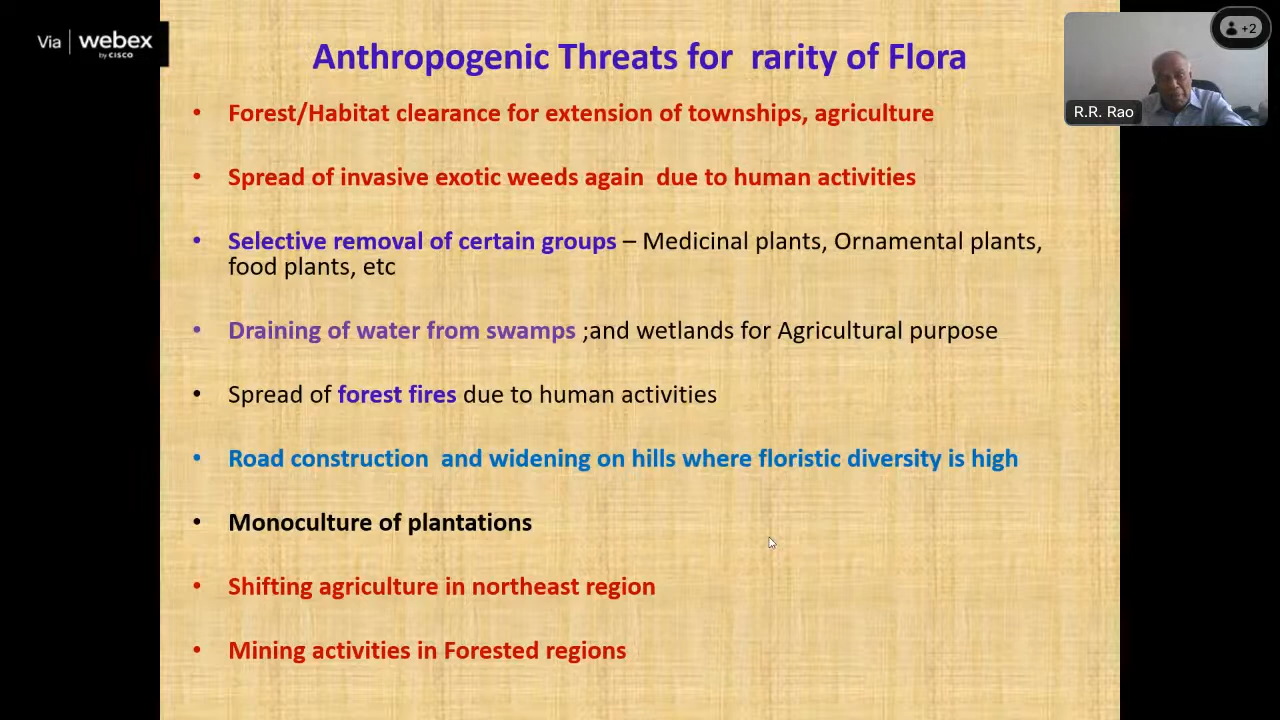 Via webex
by CISCO
+2
R.R. Rao
Anthropogenic Threats for rarity of Flora
• Forest/Habitat clearance for extension of townships, agriculture
• Spread of invasive exotic weeds again due to human activities
• Selective removal of certain groups – Medicinal plants, Ornamental plants,
food plants, etc
• Draining of water from swamps ;and wetlands for Agricultural purpose
• Spread of forest fires due to human activities
• Road construction and widening on hills where floristic diversity is high
• Monoculture of plantations
• Shifting agriculture in northeast region
• Mining activities in Forested regions